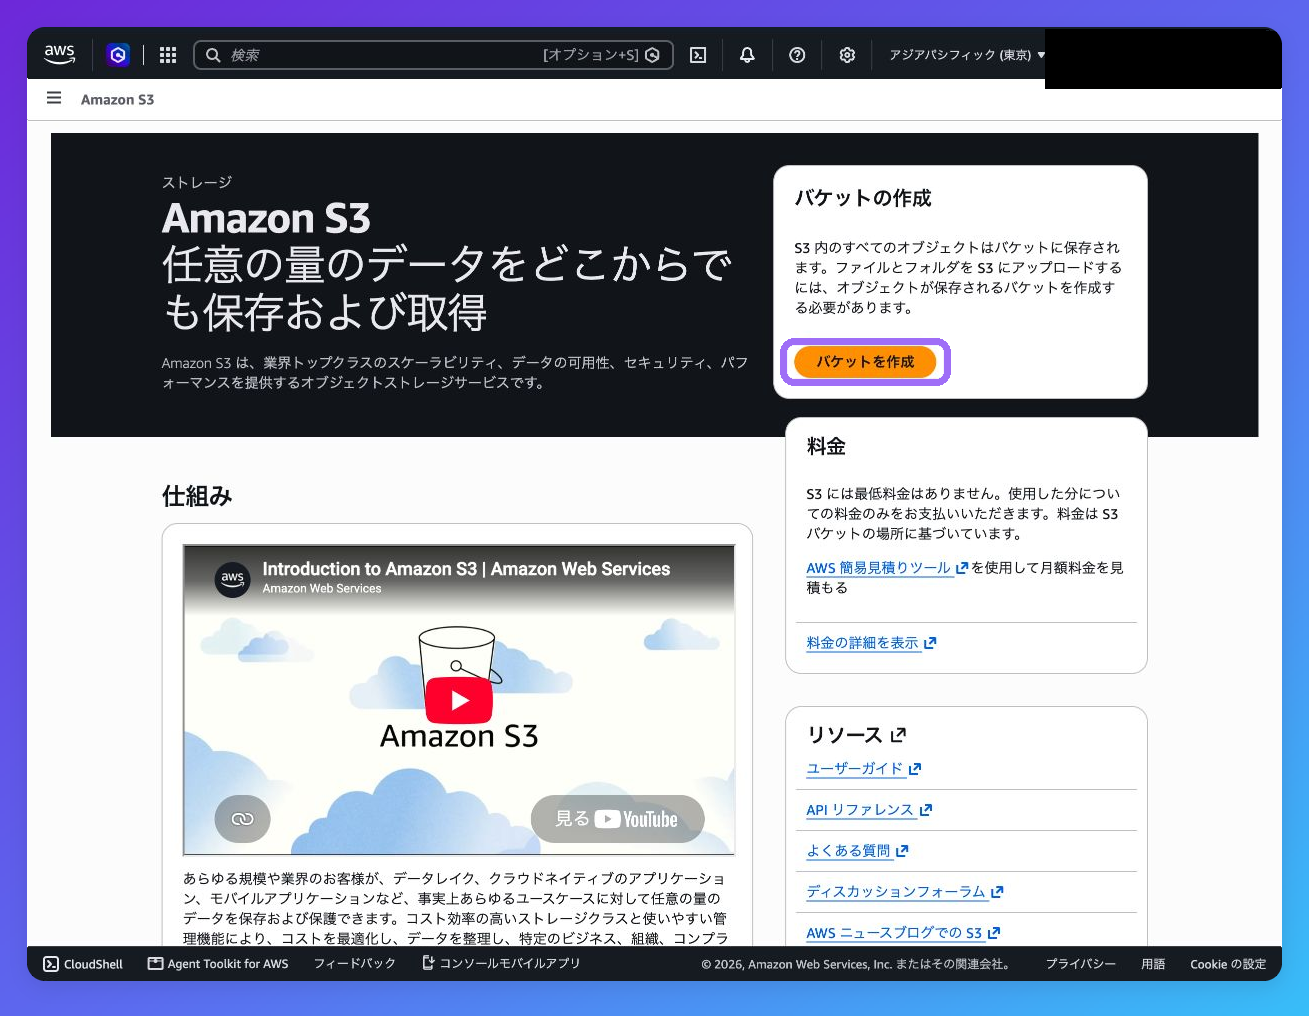 aws
検索
[オプション+S]
アジアパシフィック (東京)
Amazon S3
ストレージ
Amazon S3
任意の量のデータをどこからで
も保存および取得
Amazon S3 は、業界トップクラスのスケーラビリティ、データの可用性、セキュリティ、パフ
ォーマンスを提供するオブジェクトストレージサービスです。
バケットの作成
S3 内のすべてのオブジェクトはバケットに保存され
ます。ファイルとフォルダを S3 にアップロードする
には、オブジェクトが保存されるバケットを作成す
る必要があります。
バケットを作成
料金
S3 には最低料金はありません。使用した分につい
ての料金のみをお支払いいただきます。料金は S3
バケットの場所に基づいています。
AWS 簡易見積りツール を使用して月額料金を見
積もる
料金の詳細を表示
仕組み
aws
Introduction to Amazon S3 | Amazon Web Services
Amazon Web Services
Amazon S3
見る YouTube
あらゆる規模や業界のお客様が、データレイク、クラウドネイティブのアプリケーショ
ン、モバイルアプリケーションなど、事実上あらゆるユースケースに対して任意の量の
データを保存および保護できます。コスト効率の高いストレージクラスと使いやすい管
理機能により、コストを最適化し、データを整理し、特定のビジネス、組織、コンプラ
リソース
ユーザーガイド
API リファレンス
よくある質問
ディスカッションフォーラム
AWS ニュースブログでの S3
CloudShell
Agent Toolkit for AWS
フィードバック
コンソールモバイルアプリ
© 2026, Amazon Web Services, Inc. またはその関連会社。
プライバシー
用語
Cookie の設定